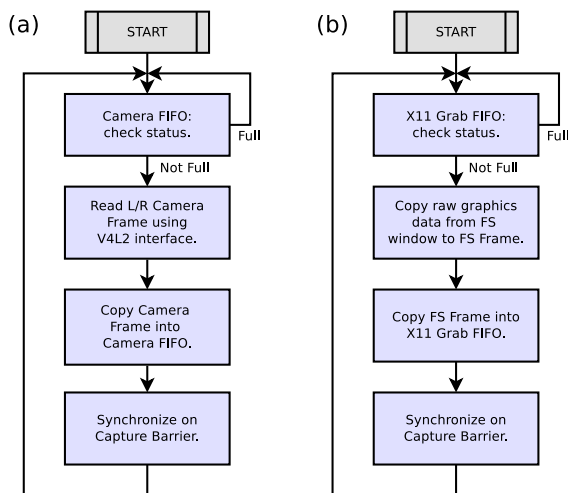 (a)
START
Camera FIFO:
check status.
Full
Not Full
Read L/R Camera
Frame using
V4L2 interface.
Copy Camera
Frame into
Camera FIFO.
Synchronize on
Capture Barrier.
(b)
START
X11 Grab FIFO:
check status.
Full
Not Full
Copy raw graphics
data from FS
window to FS Frame.
Copy FS Frame into
X11 Grab FIFO.
Synchronize on
Capture Barrier.